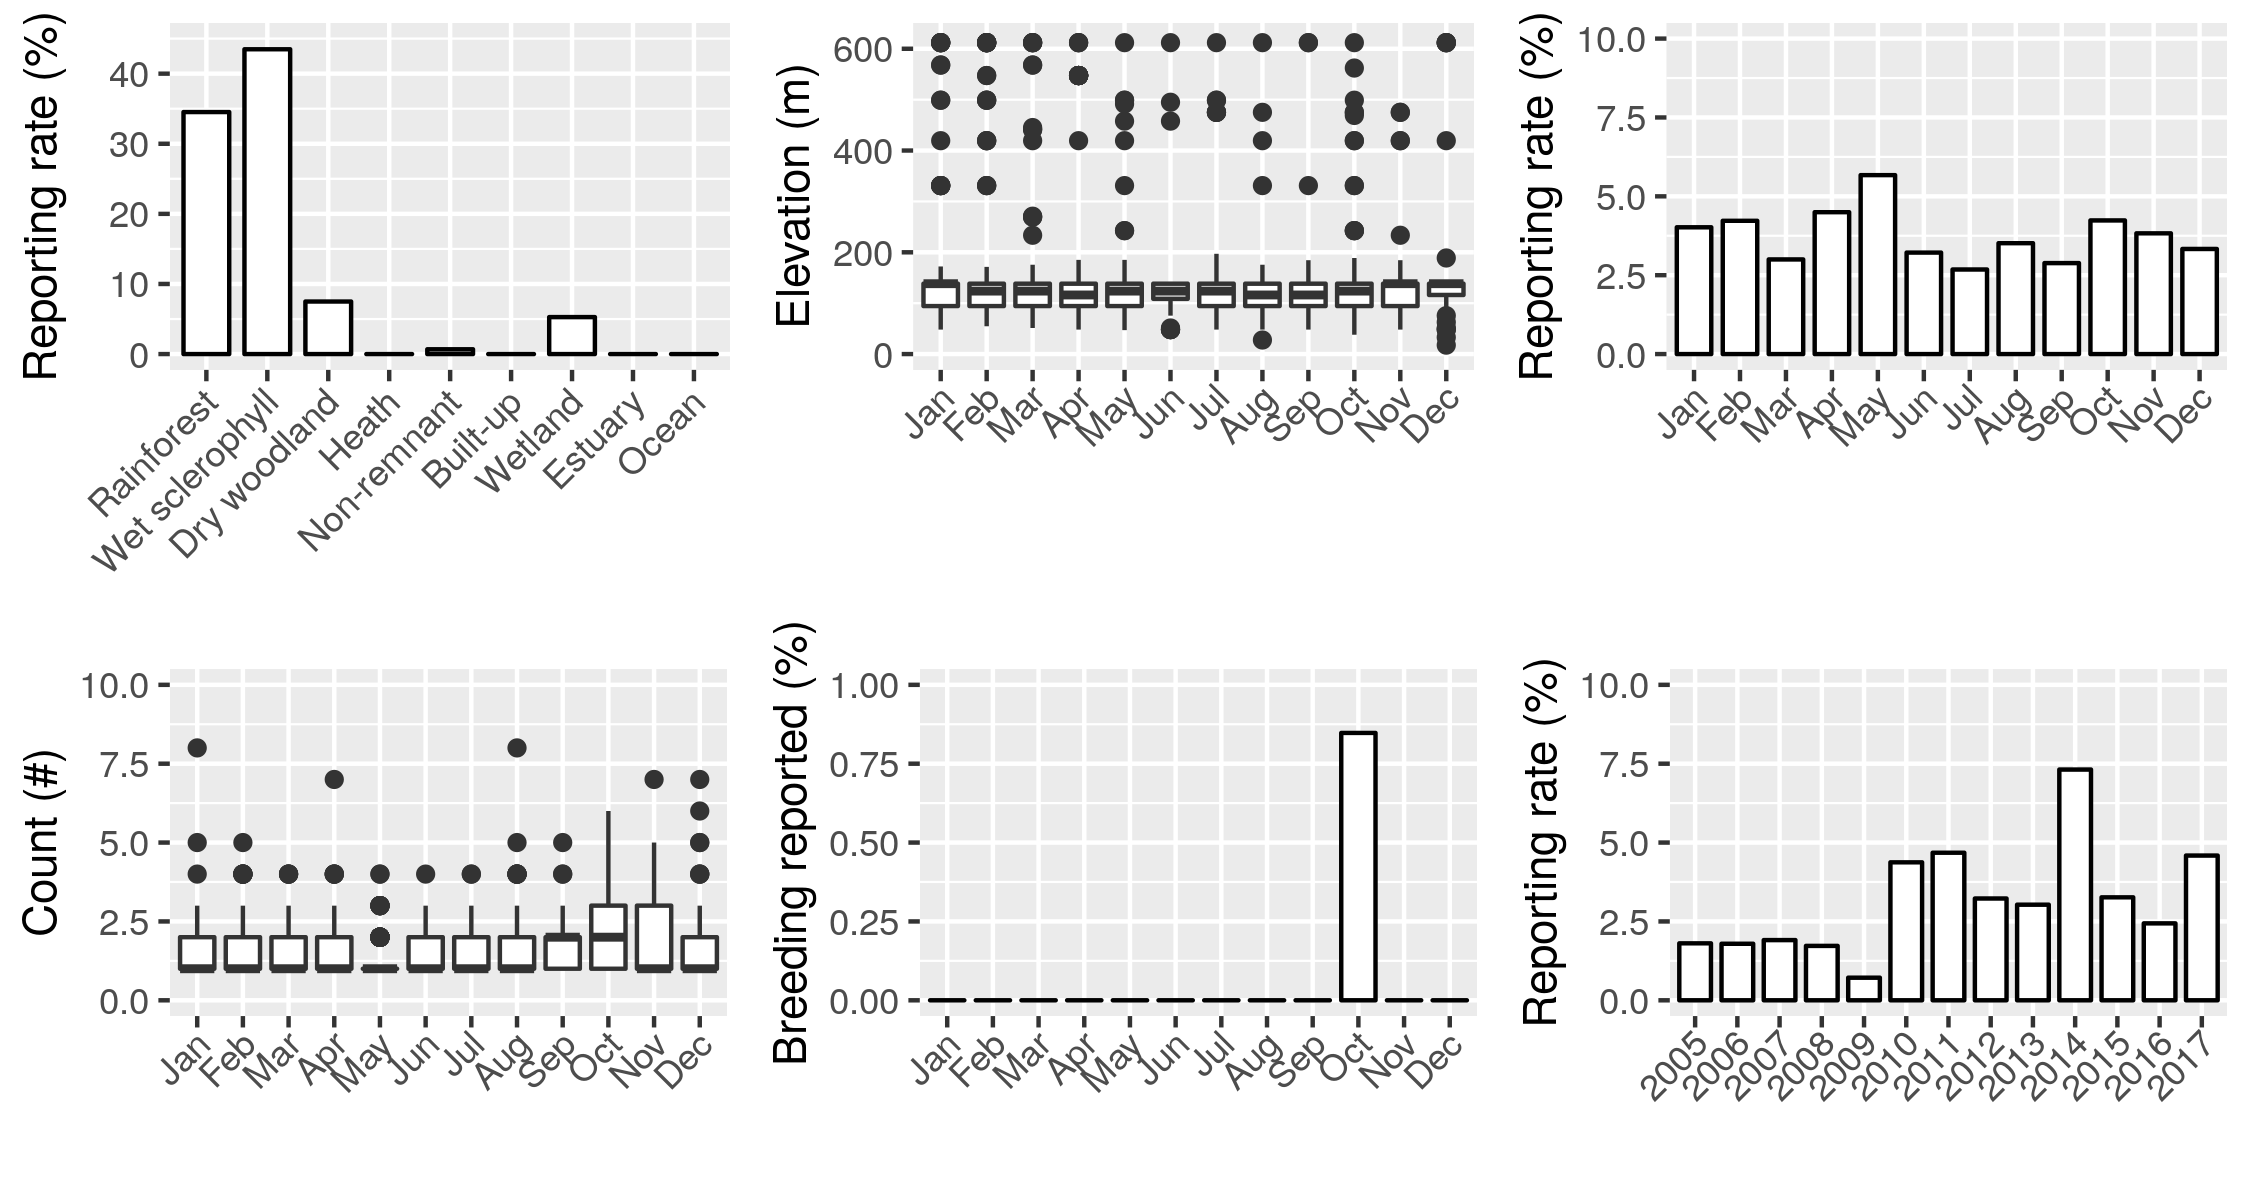 Reporting rate (%)
40
30
20
10
0
Rainforest
Wet sclerophyll
Dry woodland
Heath
Non-remnant
Built-up
Wetland
Estuary
Ocean
Elevation (m)
600
400
200
0
Jan
Feb
Mar
Apr
May
Jun
Jul
Aug
Sep
Oct
Nov
Dec
Reporting rate (%)
10.0
7.5
5.0
2.5
0.0
Jan
Feb
Mar
Apr
May
Jun
Jul
Aug
Sep
Oct
Nov
Dec
Count (#)
10.0
7.5
5.0
2.5
0.0
Jan
Feb
Mar
Apr
May
Jun
Jul
Aug
Sep
Oct
Nov
Dec
Breeding reported (%)
1.00
0.75
0.50
0.25
0.00
Jan
Feb
Mar
Apr
May
Jun
Jul
Aug
Sep
Oct
Nov
Dec
Reporting rate (%)
10.0
7.5
5.0
2.5
0.0
2005
2006
2007
2008
2009
2010
2011
2012
2013
2014
2015
2016
2017